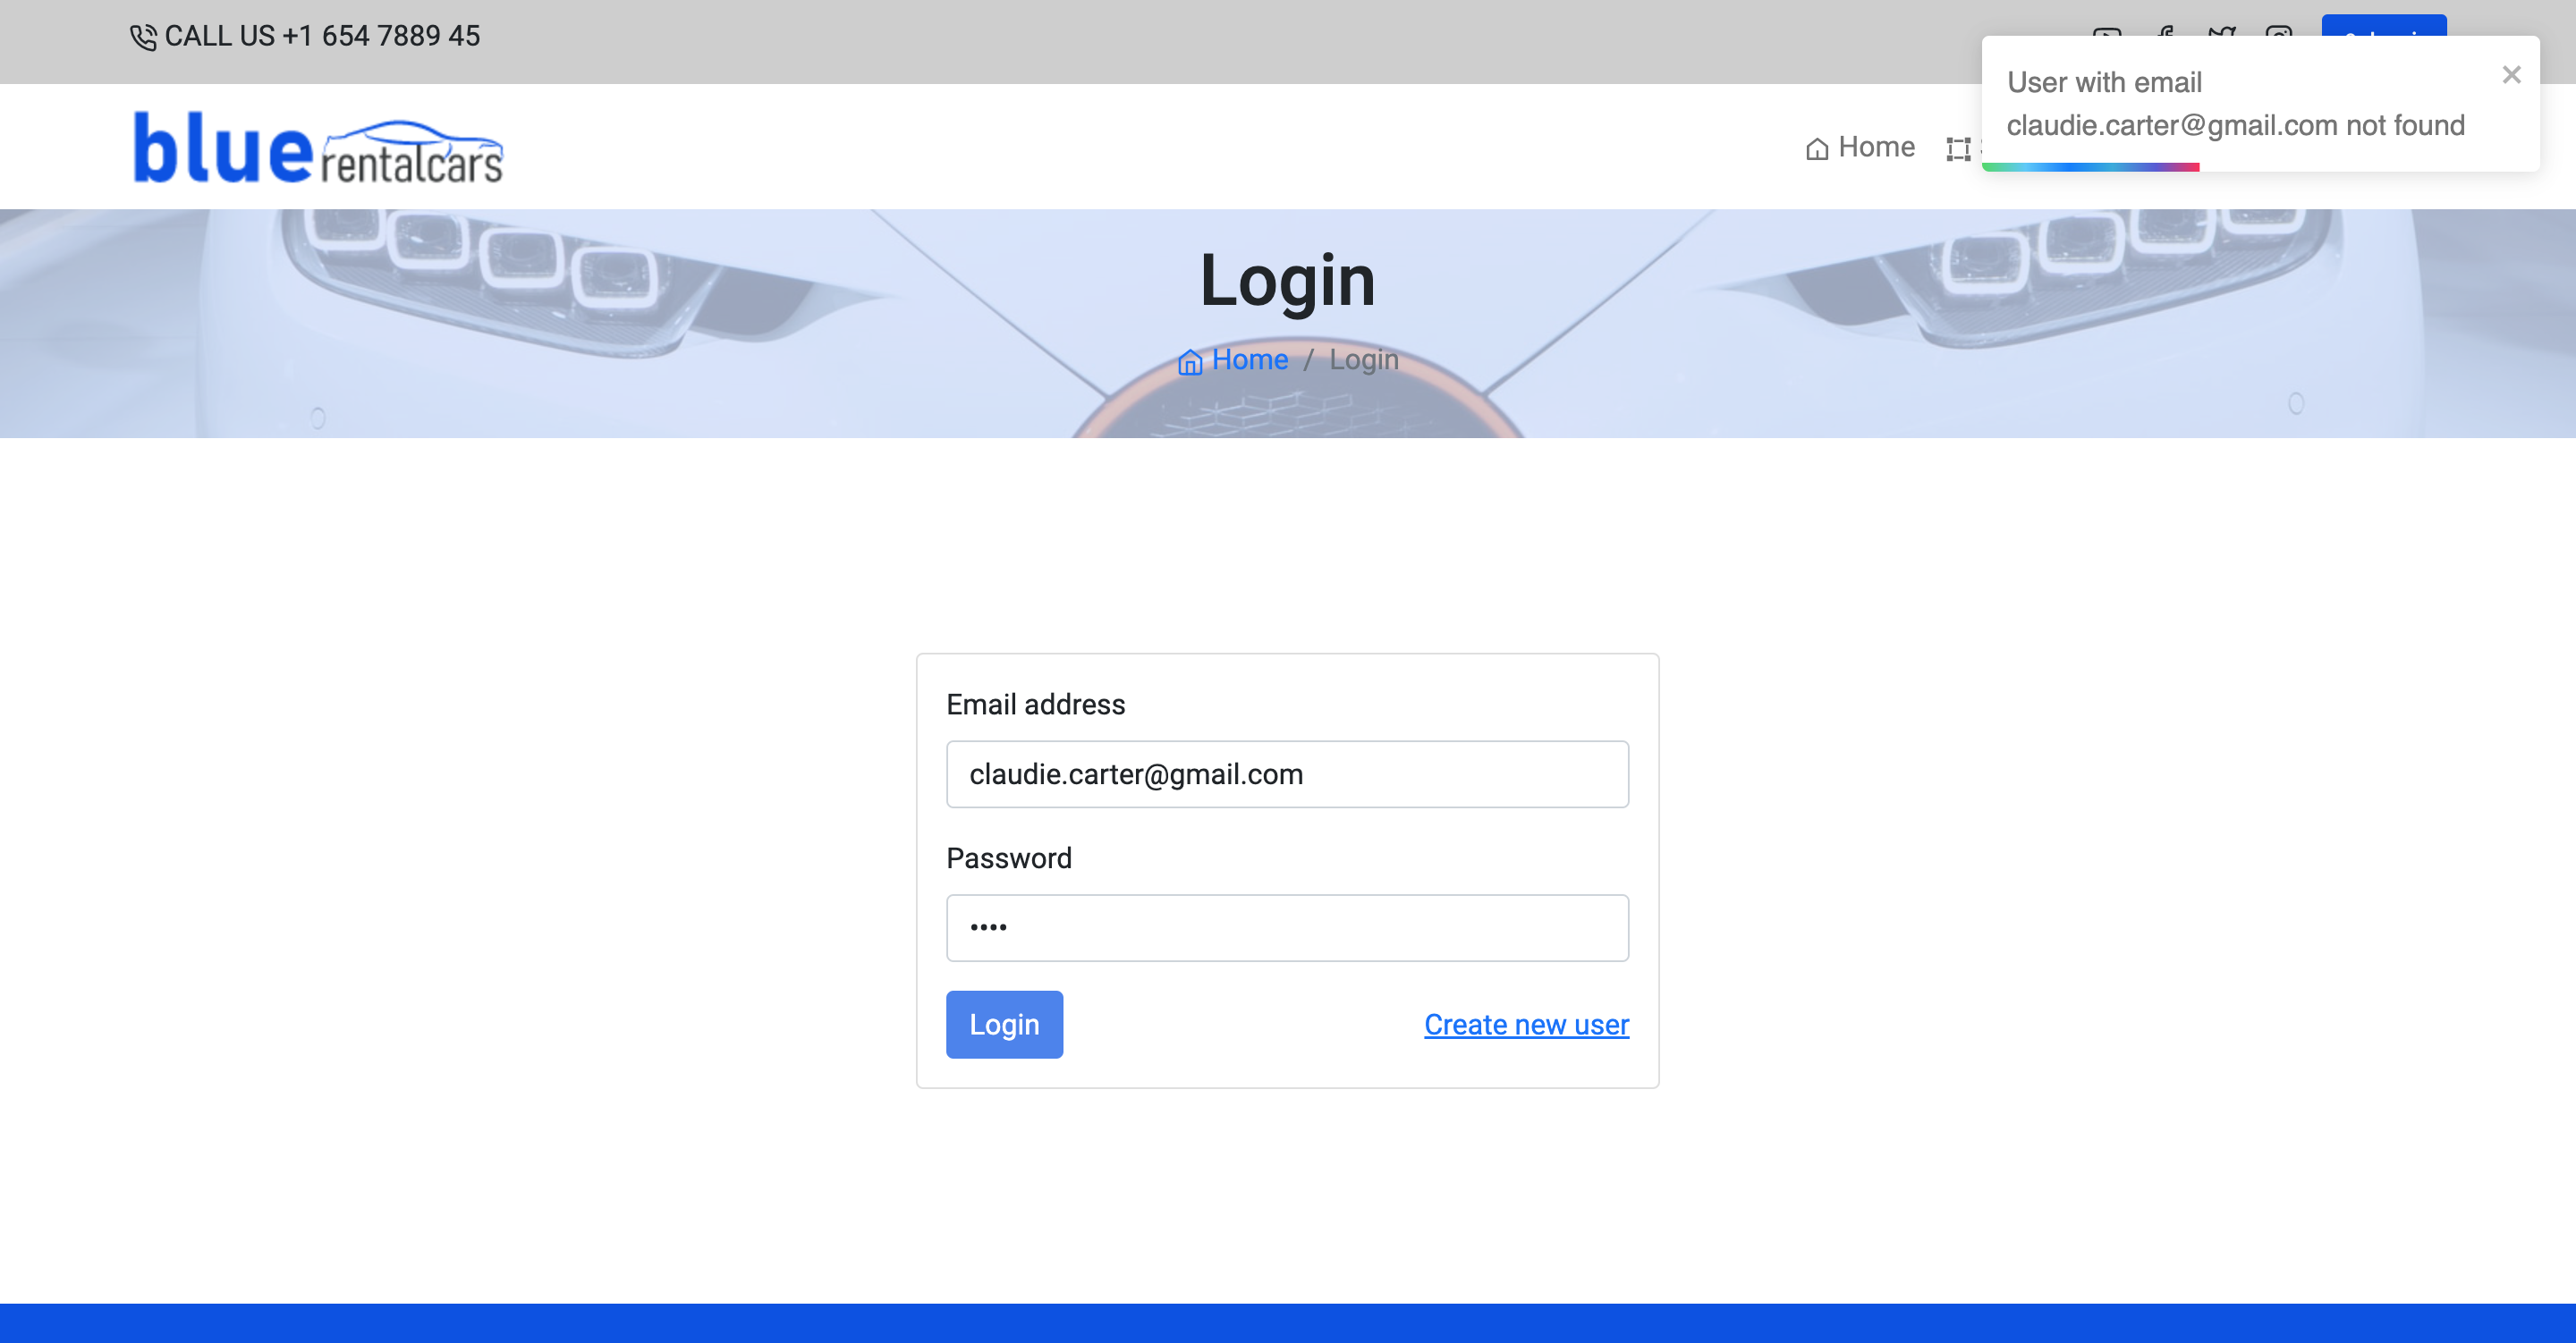 CALL US +1 654 7889 45
User with email
claudie.carter@gmail.com not found
blue rentalcars
Home
Login
Home / Login
Email address
claudie.carter@gmail.com
Password
••••
Login
Create new user